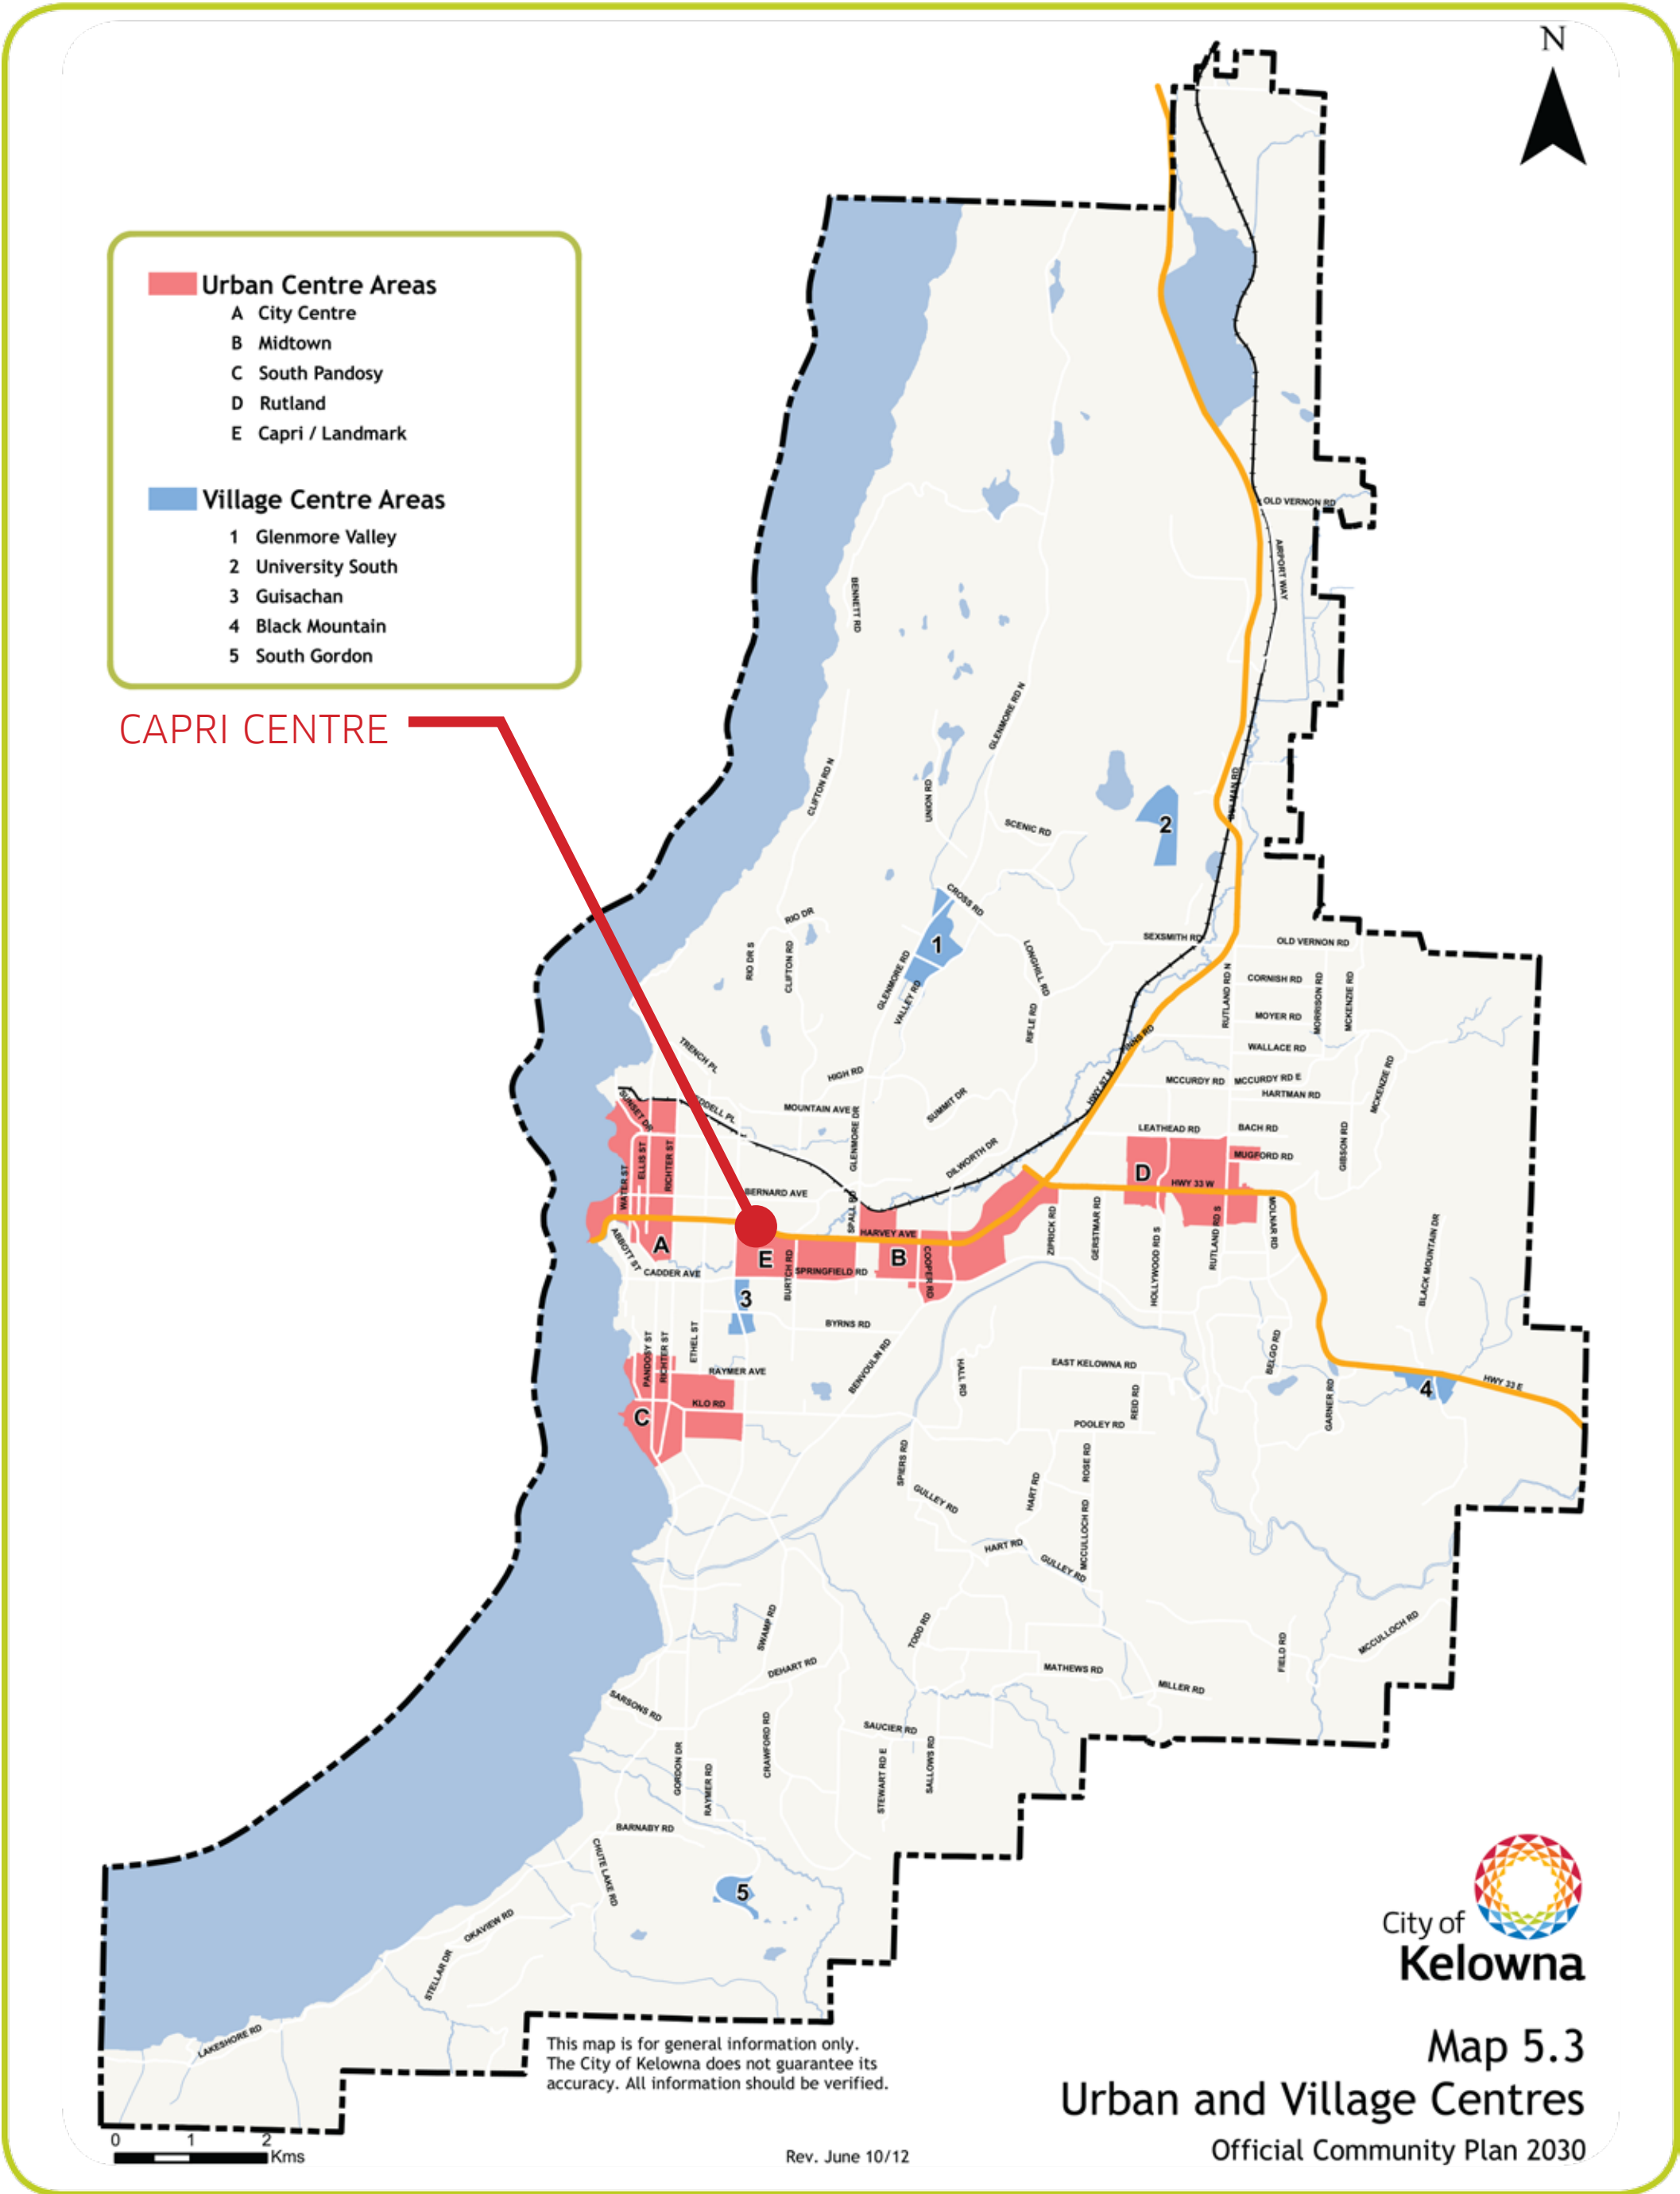 N
Urban Centre Areas
A City Centre
B Midtown
C South Pandosy
D Rutland
E Capri / Landmark
Village Centre Areas
1 Glenmore Valley
2 University South
3 Guisachan
4 Black Mountain
5 South Gordon
CAPRI CENTRE
OLD VERNON RD
AIRPORT WAY
BENNETT RD
GLENMORE RD N
CLIFTON RD N
UNION RD
SCENIC RD
2
CROSS RD
RIO DR
1
SEXSMITH RD
OLD VERNON RD
RIO DR S
CLIFTON RD
GLENMORE RD
VALLEY RD
LONGHILL RD
RIFLE RD
RUTLAND RD N
CORNISH RD
MORRISON RD
MCKENZIE RD
MOYER RD
WALLACE RD
TRENCH PL
HIGH RD
HWY 97 N
MCCURDY RD
MCCURDY RD E
HARTMAN RD
MCKENZIE RD
SUNSET DR
MOUNTAIN AVE
GLENMORE DR
SUMMIT DR
LEATHEAD RD
BACH RD
GIBSON RD
DILWORTH DR
MUGFORD RD
D
HWY 33 W
WATER ST
ELLIS ST
RICHTER ST
BERNARD AVE
SPALL RD
HARVEY AVE
ZIPRICK RD
GERSTMAR RD
HOLLYWOOD RD S
RUTLAND RD S
MOLNAR RD
BLACK MOUNTAIN DR
ABBOTT ST
A
E
B
COOPER RD
CADDER AVE
BURTCH RD
SPRINGFIELD RD
3
BYRNS RD
PANDOSY ST
RICHTER ST
ETHEL ST
RAYMER AVE
BENVOULIN RD
HALL RD
EAST KELOWNA RD
BELGO RD
REID RD
GARNER RD
4
HWY 33 E
KLO RD
C
POOLEY RD
SPIERS RD
ROSE RD
GULLEY RD
HART RD
MCCULLOCH RD
HART RD
GULLEY RD
SWAMP RD
TODD RD
FIELD RD
MCCULLOCH RD
DEHART RD
MATHEWS RD
MILLER RD
SARSONS RD
SAUCIER RD
CRAWFORD RD
GORDON DR
RAYMER RD
STEWART RD E
SALLOWS RD
BARNABY RD
CHUTE LAKE RD
5
OKAVIEW RD
STELLAR DR
LAKESHORE RD
City of
Kelowna
This map is for general information only.
The City of Kelowna does not guarantee its
accuracy. All information should be verified.
Map 5.3
Urban and Village Centres
Official Community Plan 2030
0 1 2
Kms
Rev. June 10/12